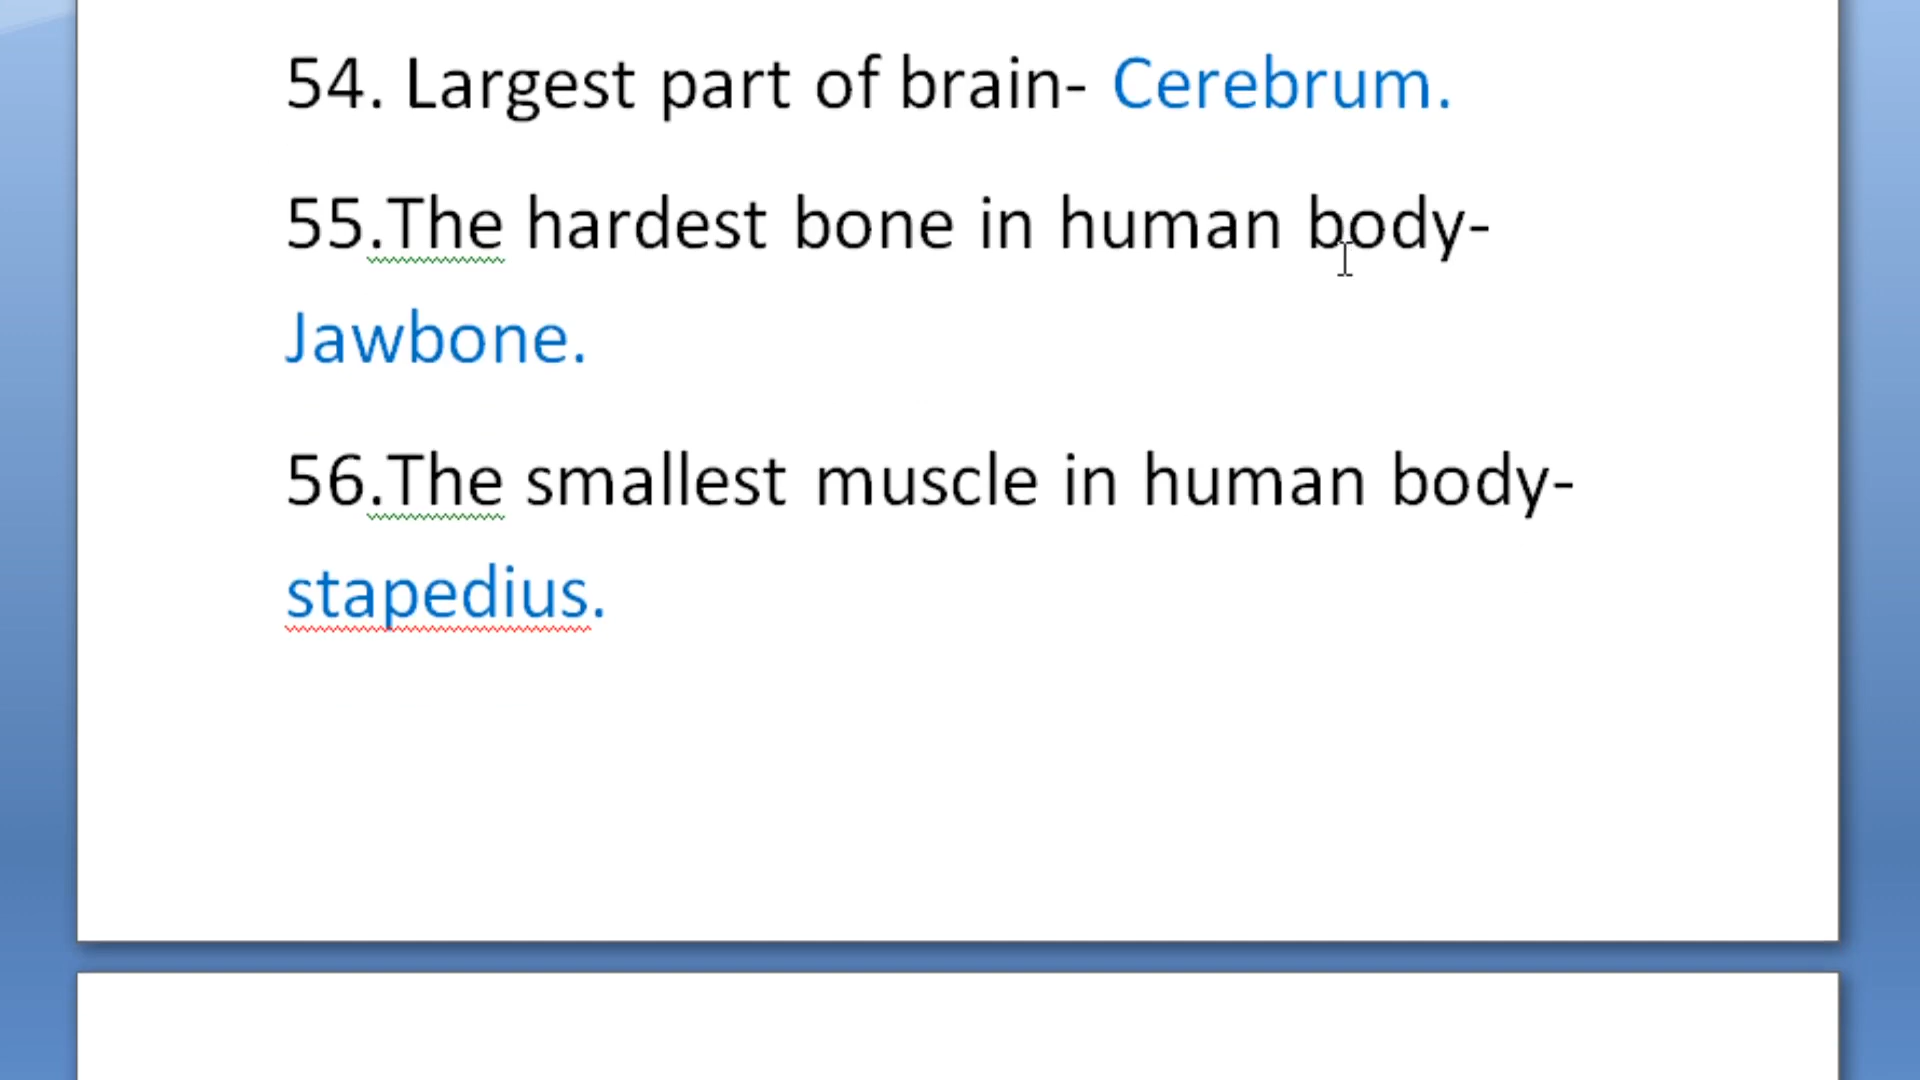 54. Largest part of brain- Cerebrum.
55.The hardest bone in human body-
Jawbone.
56.The smallest muscle in human body-
stapedius.